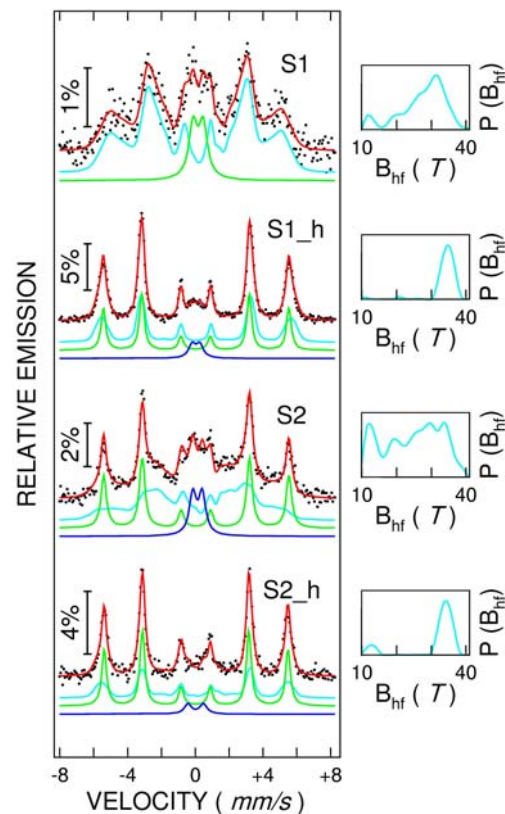 S1
1%
P (Bhf)
10 40
Bhf ( T )
S1_h
5%
P (Bhf)
10 40
Bhf ( T )
RELATIVE EMISSION
S2
2%
P (Bhf)
10 40
Bhf ( T )
S2_h
4%
P (Bhf)
10 40
Bhf ( T )
-8 -4 0 +4 +8
VELOCITY ( mm/s )